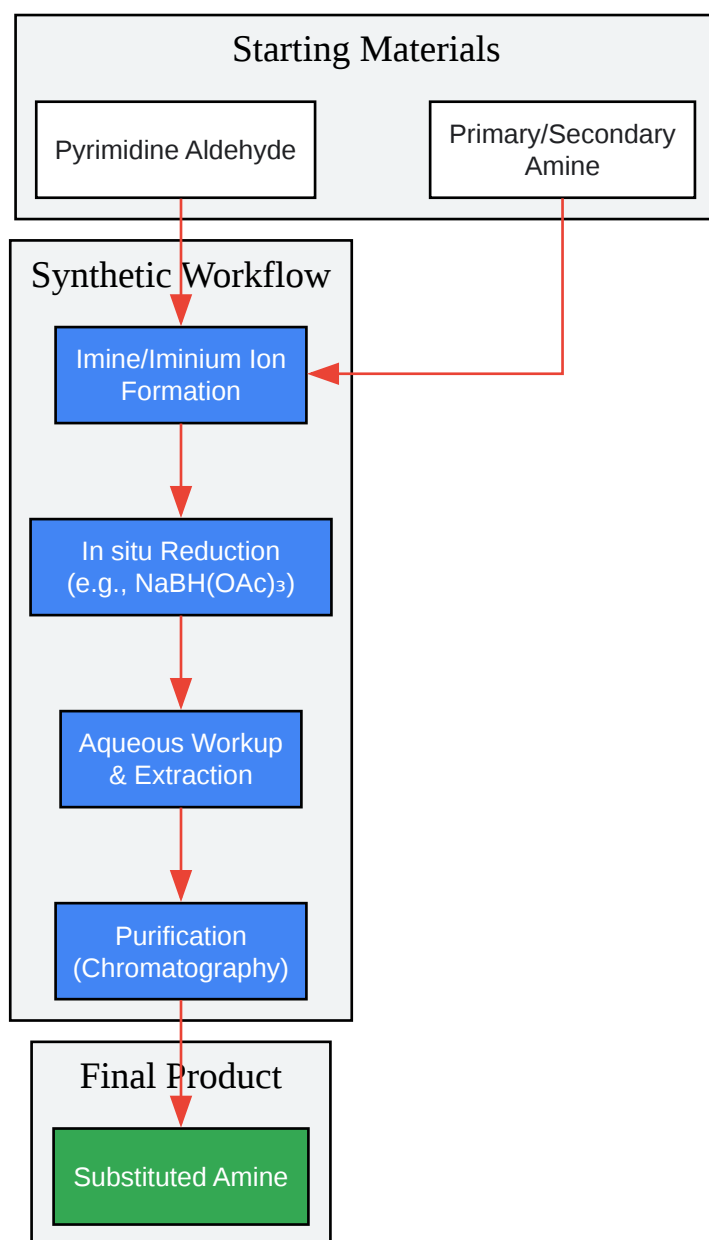 Starting Materials
Pyrimidine Aldehyde
Primary/Secondary
Amine
Synthetic Workflow
Imine/Iminium Ion
Formation
In situ Reduction
(e.g., NaBH(OAc)₃)
Aqueous Workup
& Extraction
Purification
(Chromatography)
Final Product
Substituted Amine